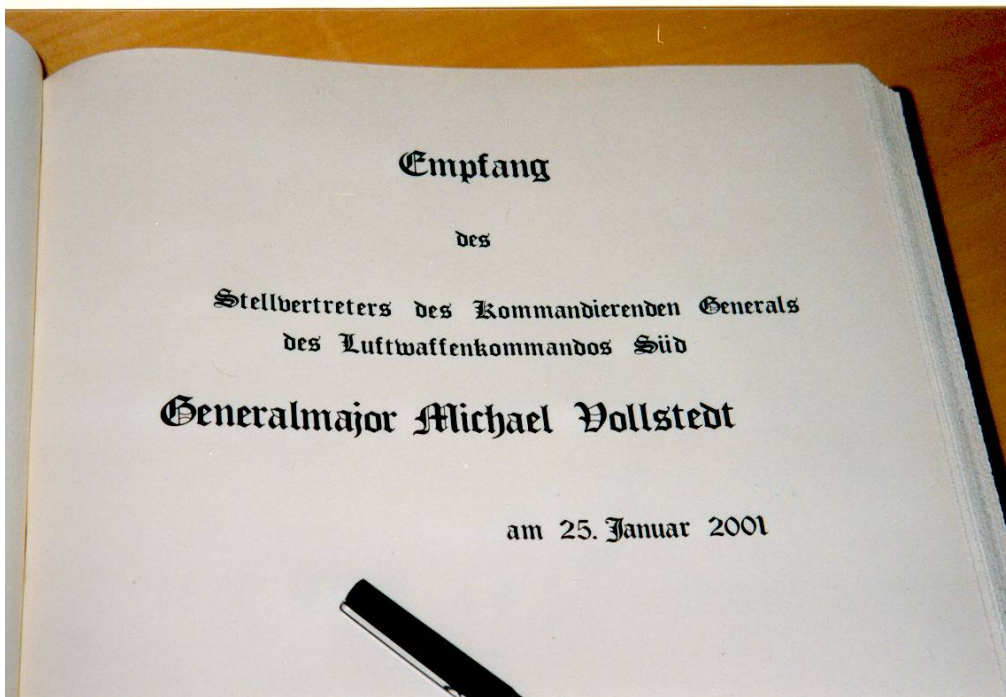 Empfang
des
Stellvertreters des Kommandierenden Generals
des Luftwaffenkommandos Süd
Generalmajor Michael Vollstedt
am 25. Januar 2001